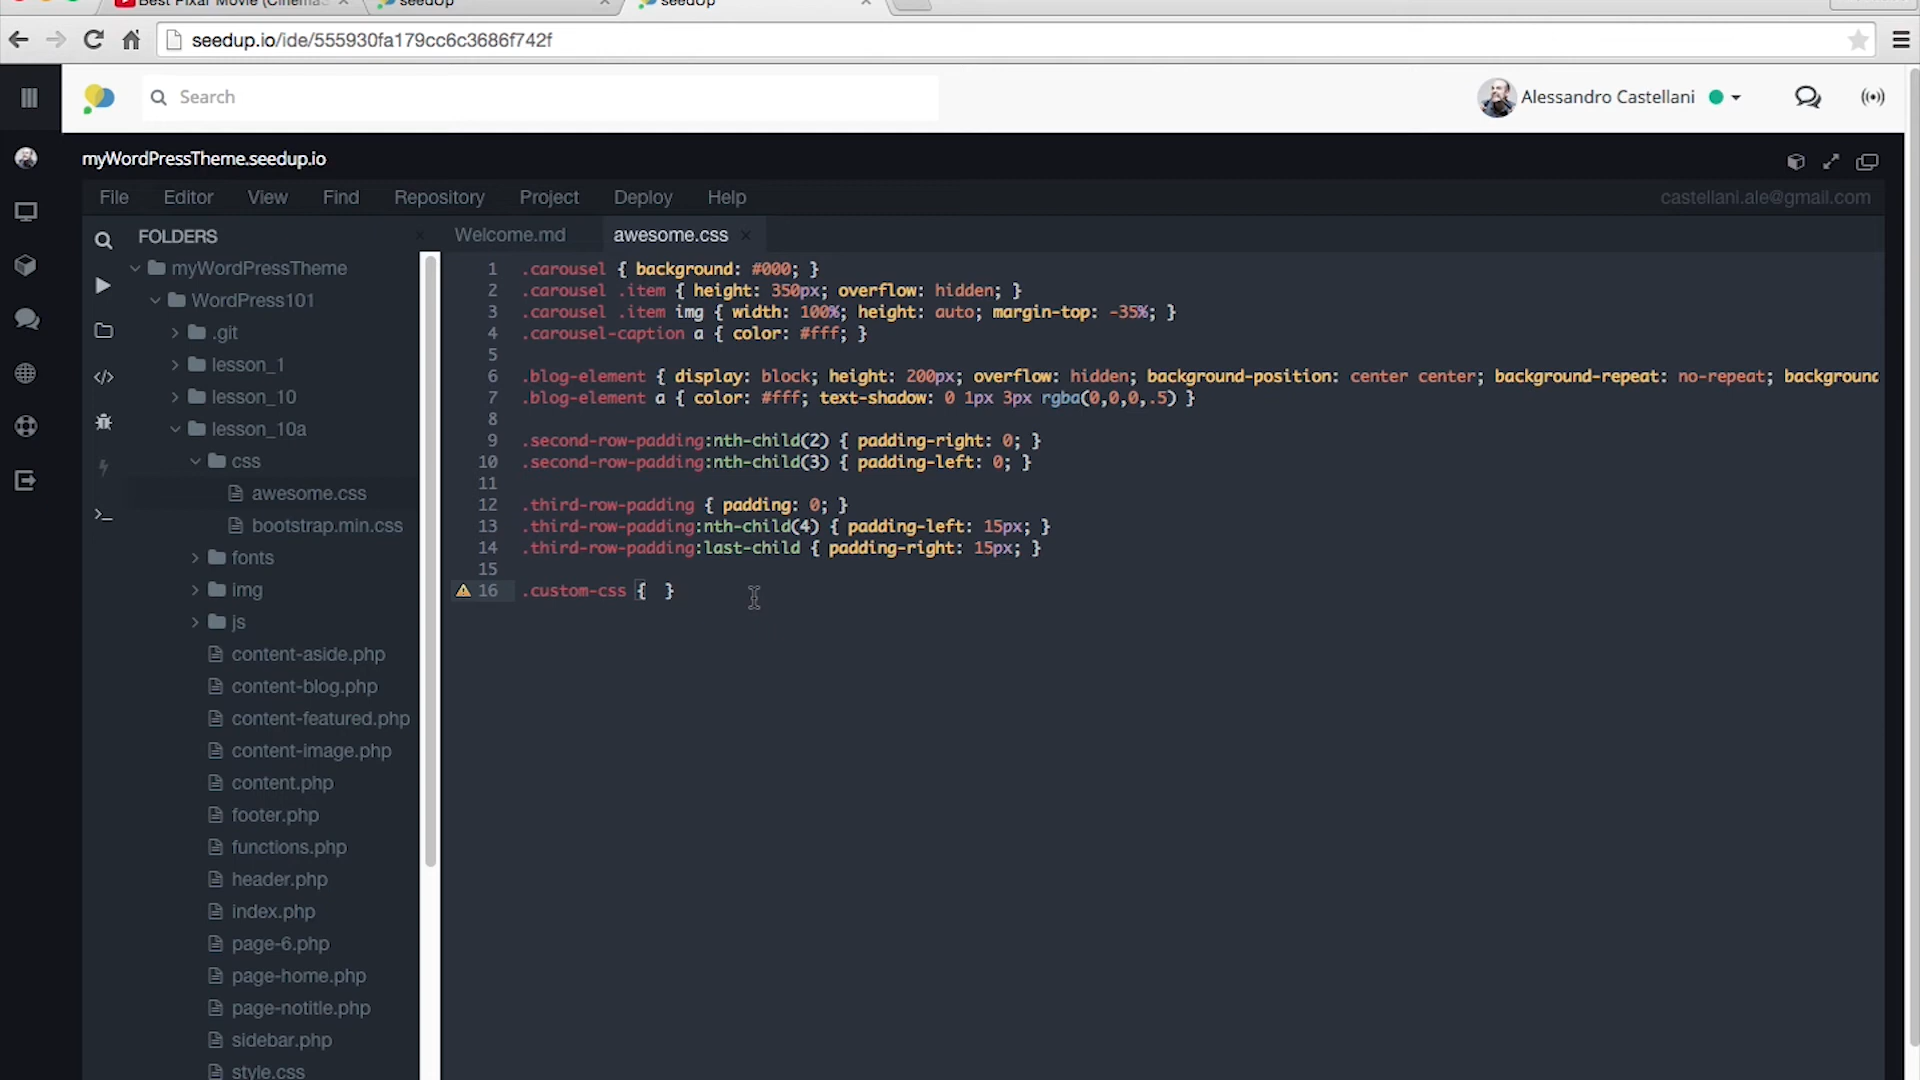 Best Pixar Movie (Cinema
seedUp
seedUp
seedup.io/ide/555930fa179cc6c3686f742f
Search
Alessandro Castellani
myWordPressTheme.seedup.io
File Editor View Find Repository Project Deploy Help
castellani.ale@gmail.com
FOLDERS
myWordPressTheme
WordPress101
.git
lesson_1
lesson_10
lesson_10a
css
awesome.css
bootstrap.min.css
fonts
img
js
content-aside.php
content-blog.php
content-featured.php
content-image.php
content.php
footer.php
functions.php
header.php
index.php
page-6.php
page-home.php
page-notitle.php
sidebar.php
style.css
Welcome.md awesome.css
1 .carousel { background: #000; }
2 .carousel .item { height: 350px; overflow: hidden; }
3 .carousel .item img { width: 100%; height: auto; margin-top: -35%; }
4 .carousel-caption a { color: #fff; }
5
6 .blog-element { display: block; height: 200px; overflow: hidden; background-position: center center; background-repeat: no-repeat; background
7 .blog-element a { color: #fff; text-shadow: 0 1px 3px rgba(0,0,0,.5) }
8
9 .second-row-padding:nth-child(2) { padding-right: 0; }
10 .second-row-padding:nth-child(3) { padding-left: 0; }
11
12 .third-row-padding { padding: 0; }
13 .third-row-padding:nth-child(4) { padding-left: 15px; }
14 .third-row-padding:last-child { padding-right: 15px; }
15
16 .custom-css { }